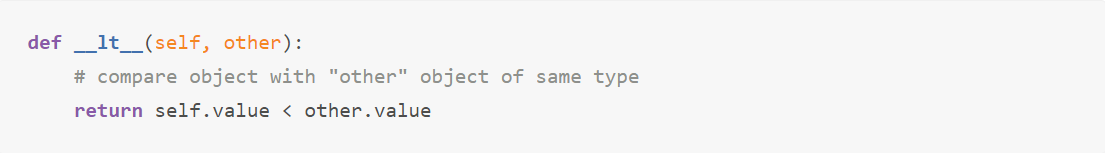 def __lt__(self, other):
    # compare object with "other" object of same type
    return self.value < other.value